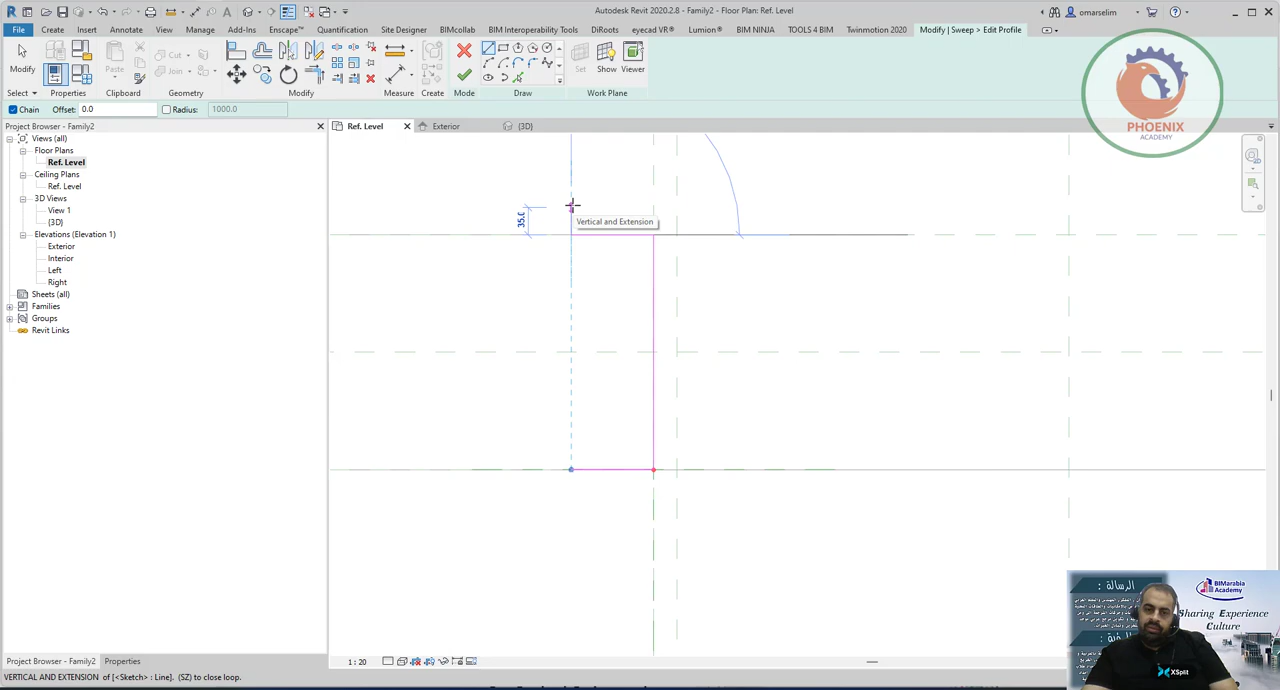 Autodesk Revit 2020.2.8 - Family2 - Floor Plan: Ref. Level
omarselim
File
Create
Insert
Annotate
View
Manage
Add-Ins
Enscape™
Quantification
Site Designer
BIMcollab
BIM Interoperability Tools
DiRoots
eyecad VR®
Lumion®
BIM NINJA
TOOLS 4 BIM
Twinmotion 2020
Modify | Sweep > Edit Profile
Modify
Paste
Cut
Join
Set
Show
Viewer
Select
Properties
Clipboard
Geometry
Modify
Measure
Create
Mode
Draw
Work Plane
Chain
Offset:
0.0
Radius:
1000.0
PHOENIX
ACADEMY
Project Browser - Family2
Ref. Level
Exterior
{3D}
Views (all)
Floor Plans
Ref. Level
Ceiling Plans
Ref. Level
3D Views
View 1
{3D}
Elevations (Elevation 1)
Exterior
Interior
Left
Right
Sheets (all)
Families
Groups
Revit Links
35.0
Vertical and Extension
الرسالة :
BIMarabia
Academy
Sharing Experience
Culture
XSplit
1 : 20
Project Browser - Family2
Properties
VERTICAL AND EXTENSION of [<Sketch> : Line]. (SZ) to close loop.